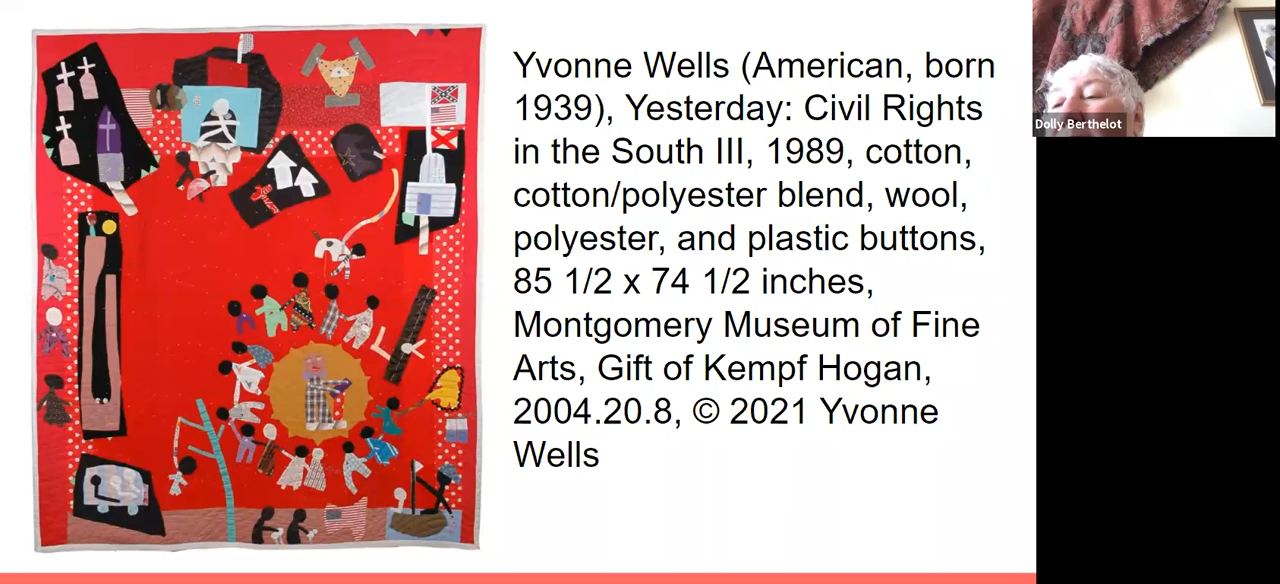 Yvonne Wells (American, born
1939), Yesterday: Civil Rights
in the South III, 1989, cotton,
cotton/polyester blend, wool,
polyester, and plastic buttons,
85 1/2 x 74 1/2 inches,
Montgomery Museum of Fine
Arts, Gift of Kempf Hogan,
2004.20.8, © 2021 Yvonne
Wells
Dolly Berthelot